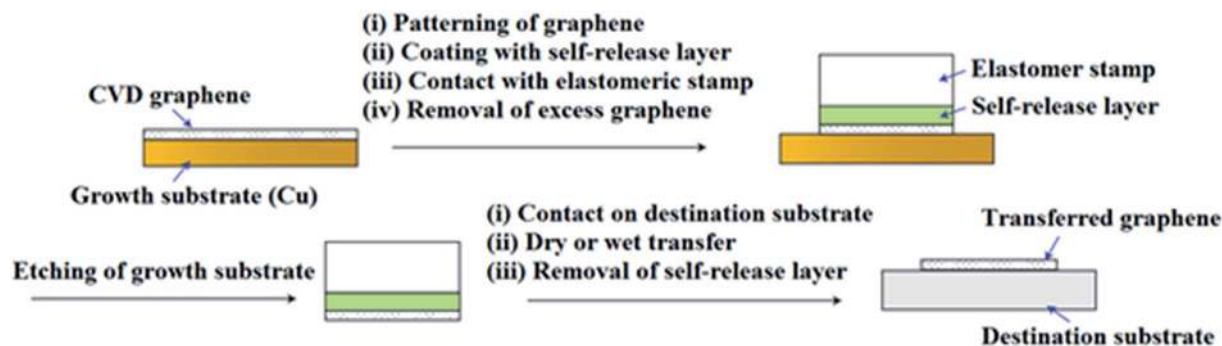 (i) Patterning of graphene
(ii) Coating with self-release layer
(iii) Contact with elastomeric stamp
(iv) Removal of excess graphene
CVD graphene
Growth substrate (Cu)
Elastomer stamp
Self-release layer
Etching of growth substrate
(i) Contact on destination substrate
(ii) Dry or wet transfer
(iii) Removal of self-release layer
Transferred graphene
Destination substrate